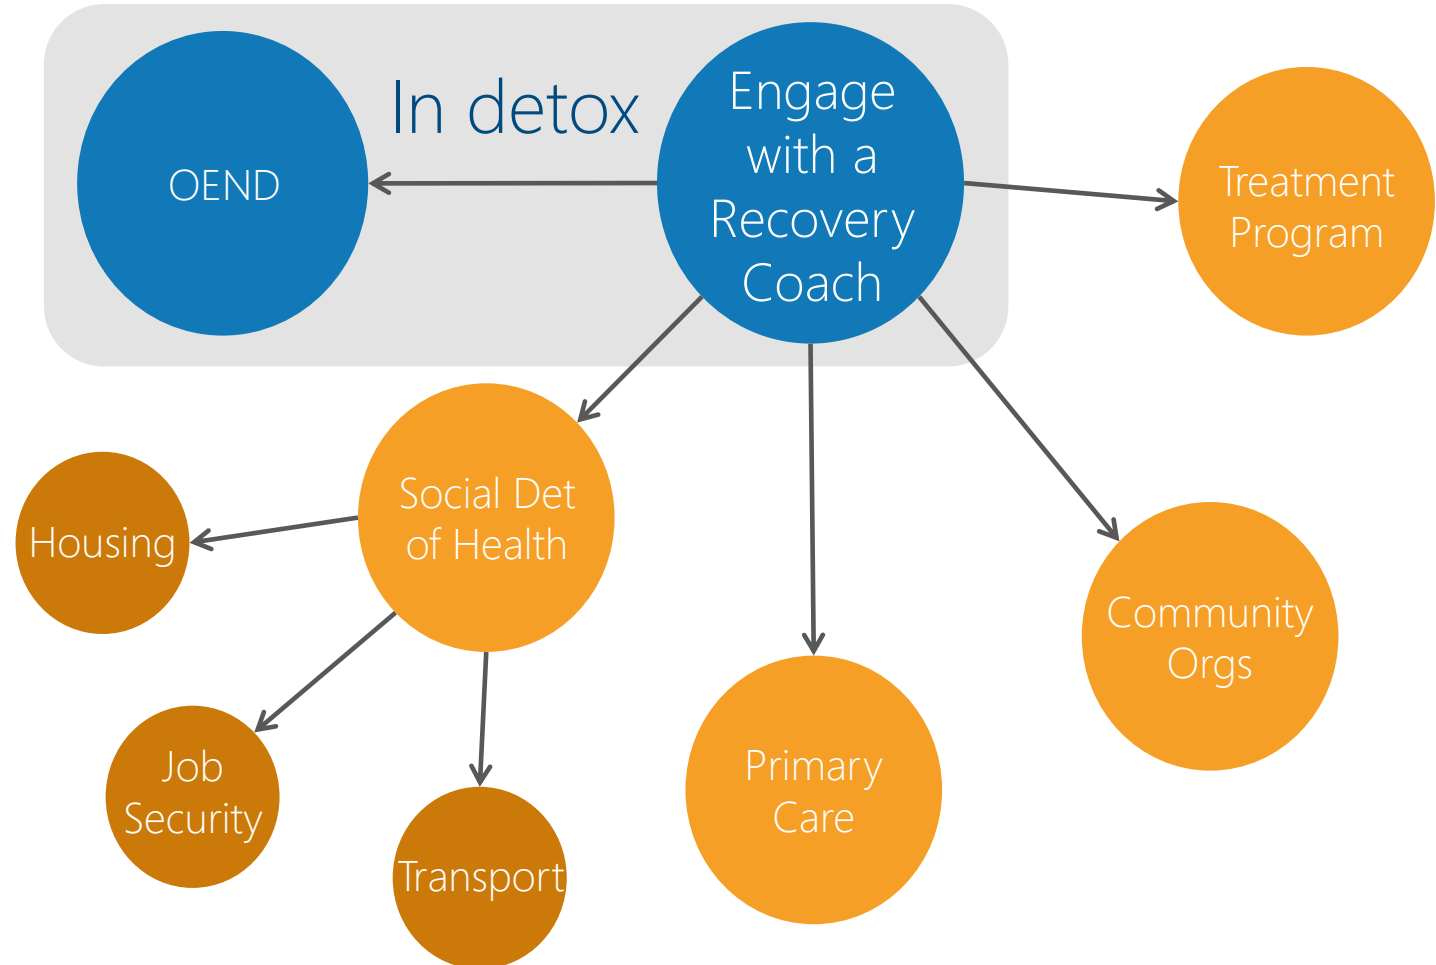 In detox
OEND
Engage
with a
Recovery
Coach
Treatment
Program
Social Det
of Health
Housing
Job
Security
Transport
Primary
Care
Community
Orgs